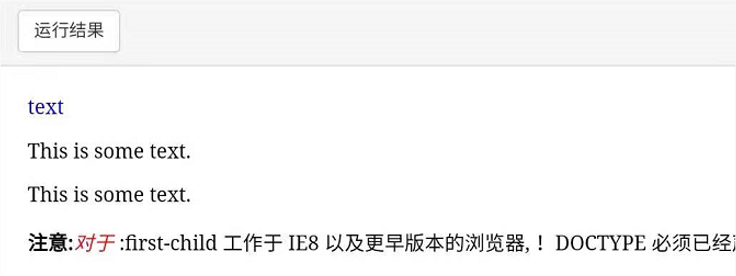 运行结果
text
This is some text.
This is some text.
注意:对于 :first-child 工作于 IE8 以及更早版本的浏览器, ！DOCTYPE 必须已经